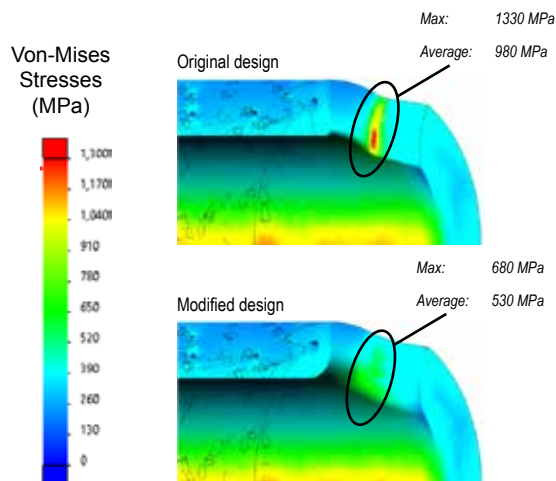 Max: 1330 MPa
Average: 980 MPa
Von-Mises
Stresses
(MPa)
Original design
1,300
1,170
1,040
910
780
650
520
390
260
130
0
Max: 680 MPa
Average: 530 MPa
Modified design